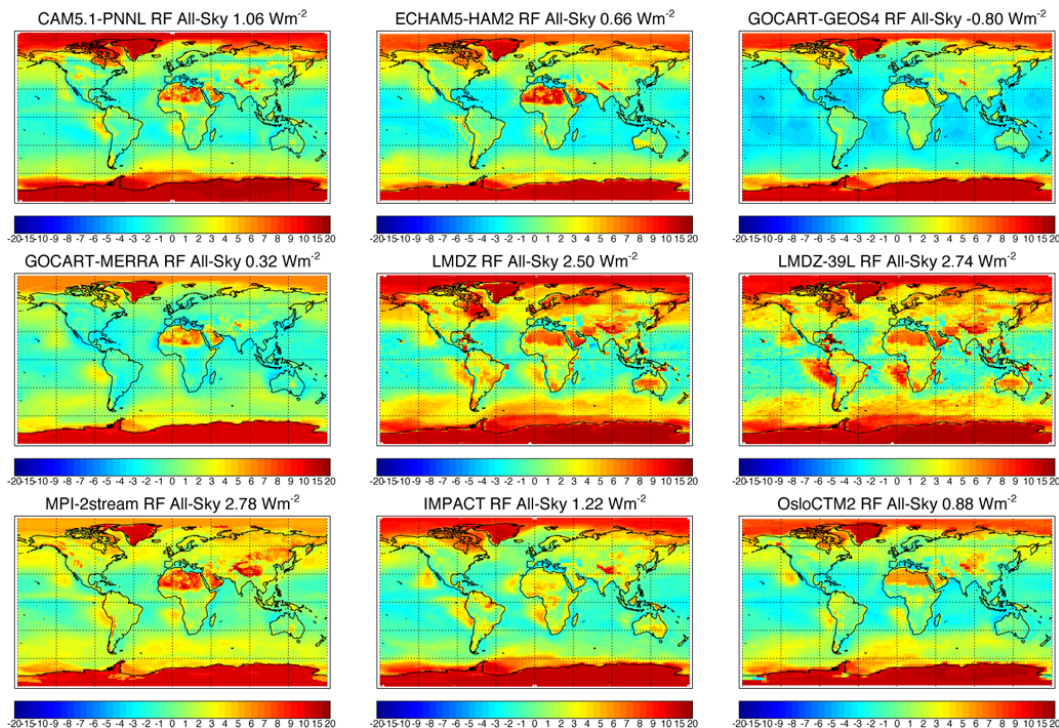 CAM5.1-PNNL RF All-Sky 1.06 Wm-2
ECHAM5-HAM2 RF All-Sky 0.66 Wm-2
GOCART-GEOS4 RF All-Sky -0.80 Wm-2
-20-15-10-9 -8 -7 -6 -5 -4 -3 -2 -1 0 1 2 3 4 5 6 7 8 9 10 15 20
-20-15-10-9 -8 -7 -6 -5 -4 -3 -2 -1 0 1 2 3 4 5 6 7 8 9 10 15 20
-20-15-10-9 -8 -7 -6 -5 -4 -3 -2 -1 0 1 2 3 4 5 6 7 8 9 10 15 20
GOCART-MERRA RF All-Sky 0.32 Wm-2
LMDZ RF All-Sky 2.50 Wm-2
LMDZ-39L RF All-Sky 2.74 Wm-2
-20-15-10-9 -8 -7 -6 -5 -4 -3 -2 -1 0 1 2 3 4 5 6 7 8 9 10 15 20
-20-15-10-9 -8 -7 -6 -5 -4 -3 -2 -1 0 1 2 3 4 5 6 7 8 9 10 15 20
-20-15-10-9 -8 -7 -6 -5 -4 -3 -2 -1 0 1 2 3 4 5 6 7 8 9 10 15 20
MPI-2stream RF All-Sky 2.78 Wm-2
IMPACT RF All-Sky 1.22 Wm-2
OsloCTM2 RF All-Sky 0.88 Wm-2
-20-15-10-9 -8 -7 -6 -5 -4 -3 -2 -1 0 1 2 3 4 5 6 7 8 9 10 15 20
-20-15-10-9 -8 -7 -6 -5 -4 -3 -2 -1 0 1 2 3 4 5 6 7 8 9 10 15 20
-20-15-10-9 -8 -7 -6 -5 -4 -3 -2 -1 0 1 2 3 4 5 6 7 8 9 10 15 20